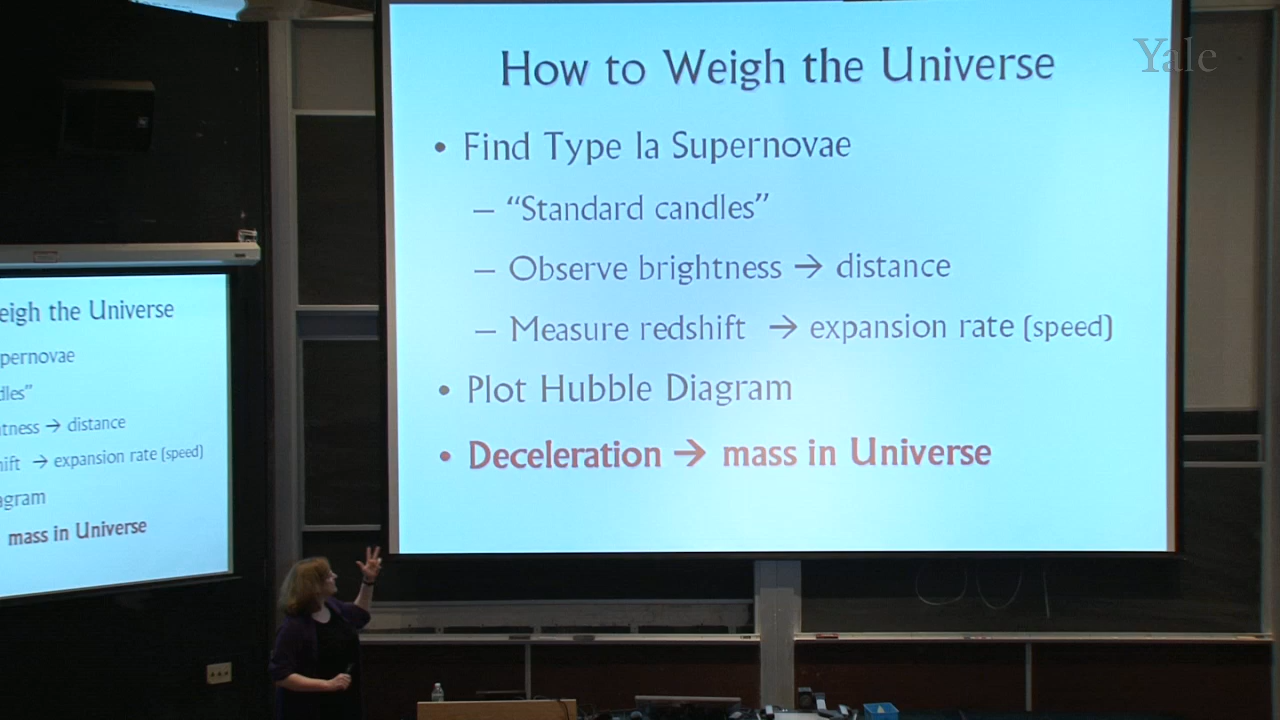 How to Weigh the Universe
Yale
• Find Type Ia Supernovae
– “Standard candles”
– Observe brightness → distance
– Measure redshift → expansion rate (speed)
• Plot Hubble Diagram
• Deceleration → mass in Universe
eigh the Universe
pernovae
dles”
tness → distance
ift → expansion rate (speed)
agram
mass in Universe